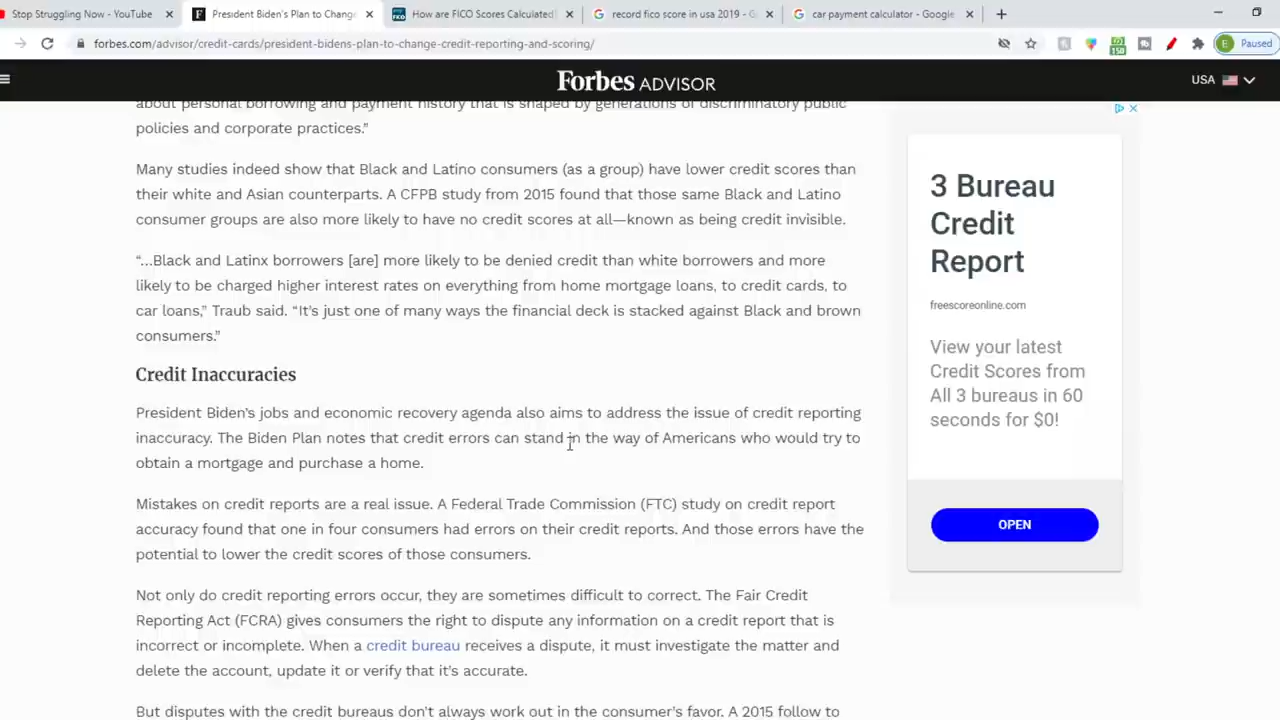 Stop Struggling Now - YouTube
President Biden's Plan to Change
How are FICO Scores Calculated
record fico score in usa 2019 - G
car payment calculator - Google
forbes.com/advisor/credit-cards/president-bidens-plan-to-change-credit-reporting-and-scoring/
150
E Paused
Forbes ADVISOR
USA
about personal borrowing and payment history that is shaped by generations of discriminatory public
policies and corporate practices."
Many studies indeed show that Black and Latino consumers (as a group) have lower credit scores than
their white and Asian counterparts. A CFPB study from 2015 found that those same Black and Latino
consumer groups are also more likely to have no credit scores at all—known as being credit invisible.
"...Black and Latinx borrowers [are] more likely to be denied credit than white borrowers and more
likely to be charged higher interest rates on everything from home mortgage loans, to credit cards, to
car loans," Traub said. "It's just one of many ways the financial deck is stacked against Black and brown
consumers."
Credit Inaccuracies
President Biden's jobs and economic recovery agenda also aims to address the issue of credit reporting
inaccuracy. The Biden Plan notes that credit errors can stand in the way of Americans who would try to
obtain a mortgage and purchase a home.
Mistakes on credit reports are a real issue. A Federal Trade Commission (FTC) study on credit report
accuracy found that one in four consumers had errors on their credit reports. And those errors have the
potential to lower the credit scores of those consumers.
Not only do credit reporting errors occur, they are sometimes difficult to correct. The Fair Credit
Reporting Act (FCRA) gives consumers the right to dispute any information on a credit report that is
incorrect or incomplete. When a credit bureau receives a dispute, it must investigate the matter and
delete the account, update it or verify that it's accurate.
But disputes with the credit bureaus don't always work out in the consumer's favor. A 2015 follow to
3 Bureau
Credit
Report
freescoreonline.com
View your latest
Credit Scores from
All 3 bureaus in 60
seconds for $0!
OPEN